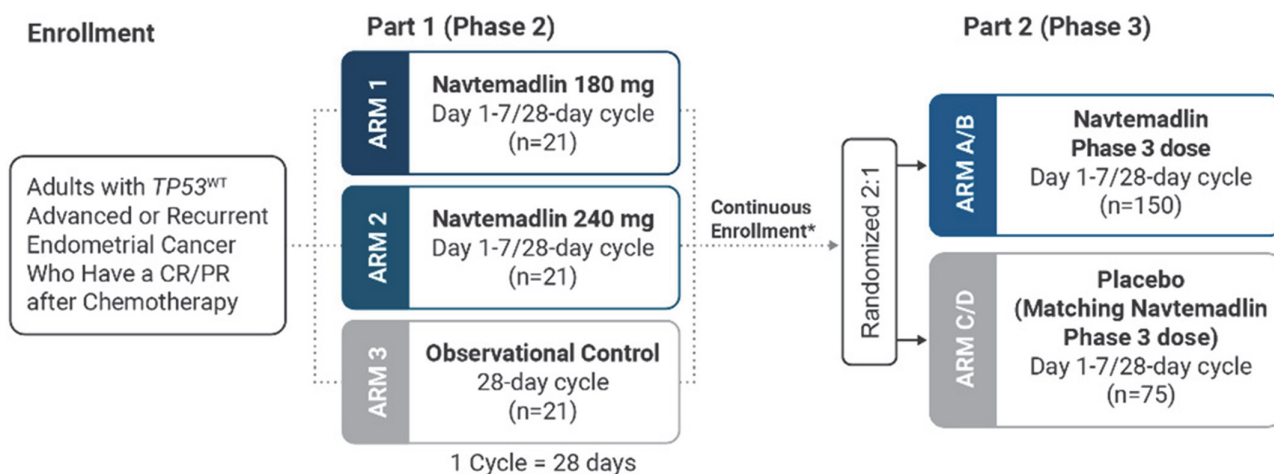 Enrollment
Part 1 (Phase 2)
Part 2 (Phase 3)
Adults with TP53ᵂᵀ
Advanced or Recurrent
Endometrial Cancer
Who Have a CR/PR
after Chemotherapy
ARM 1
Navtemadlin 180 mg
Day 1-7/28-day cycle
(n=21)
ARM 2
Navtemadlin 240 mg
Day 1-7/28-day cycle
(n=21)
ARM 3
Observational Control
28-day cycle
(n=21)
1 Cycle = 28 days
Continuous
Enrollment*
Randomized 2:1
ARM A/B
Navtemadlin
Phase 3 dose
Day 1-7/28-day cycle
(n=150)
ARM C/D
Placebo
(Matching Navtemadlin
Phase 3 dose)
Day 1-7/28-day cycle
(n=75)